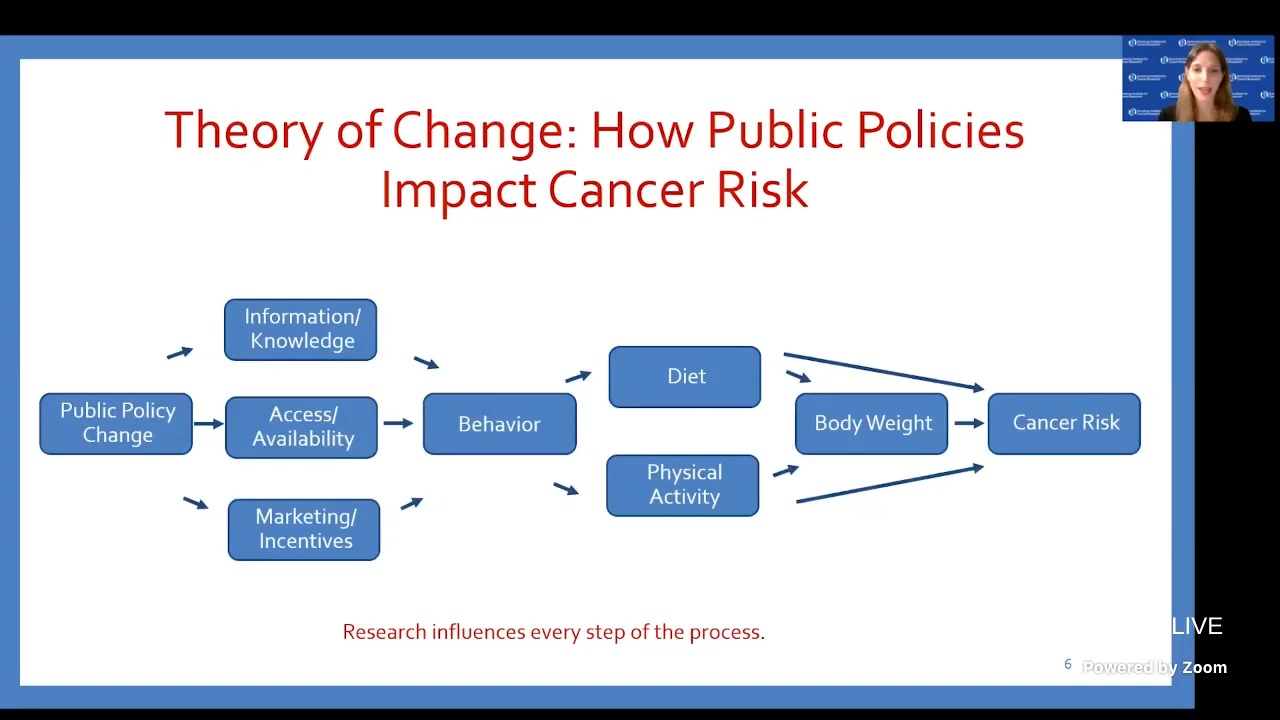 Theory of Change: How Public Policies
Impact Cancer Risk
Information/
Knowledge
Public Policy
Change
Access/
Availability
Marketing/
Incentives
Behavior
Diet
Physical
Activity
Body Weight
Cancer Risk
Research influences every step of the process.
6
LIVE
Powered by Zoom